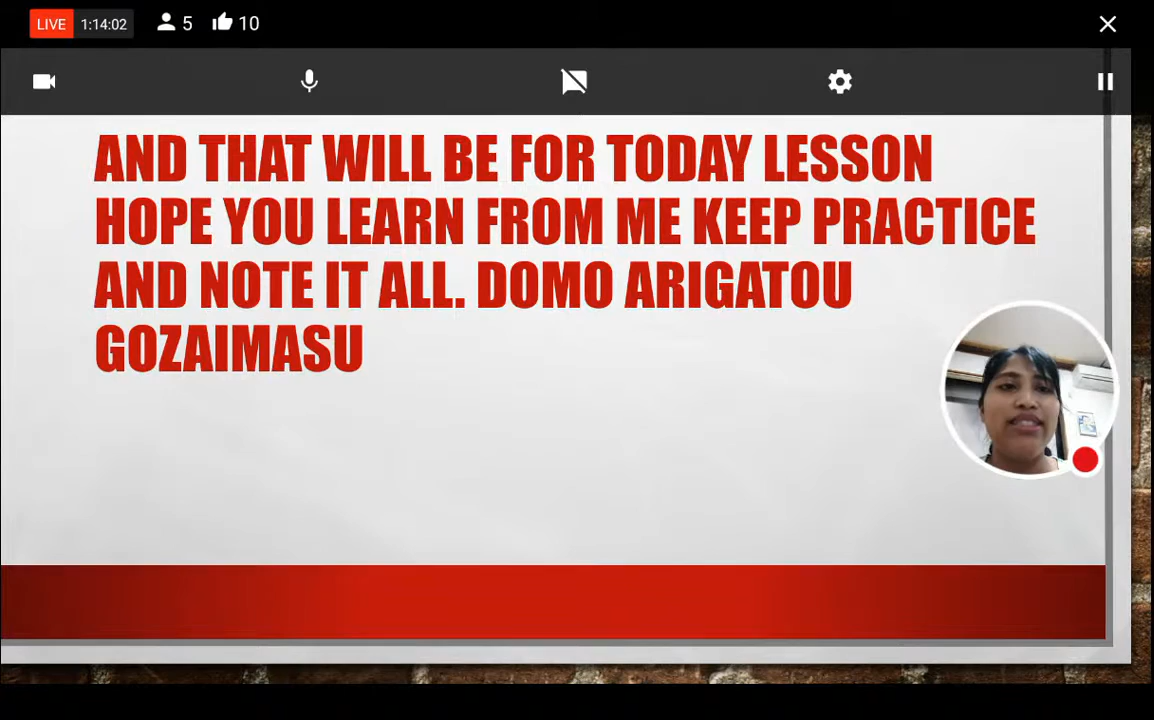 LIVE 1:14:02 5 10
AND THAT WILL BE FOR TODAY LESSON
HOPE YOU LEARN FROM ME KEEP PRACTICE
AND NOTE IT ALL. DOMO ARIGATOU
GOZAIMASU